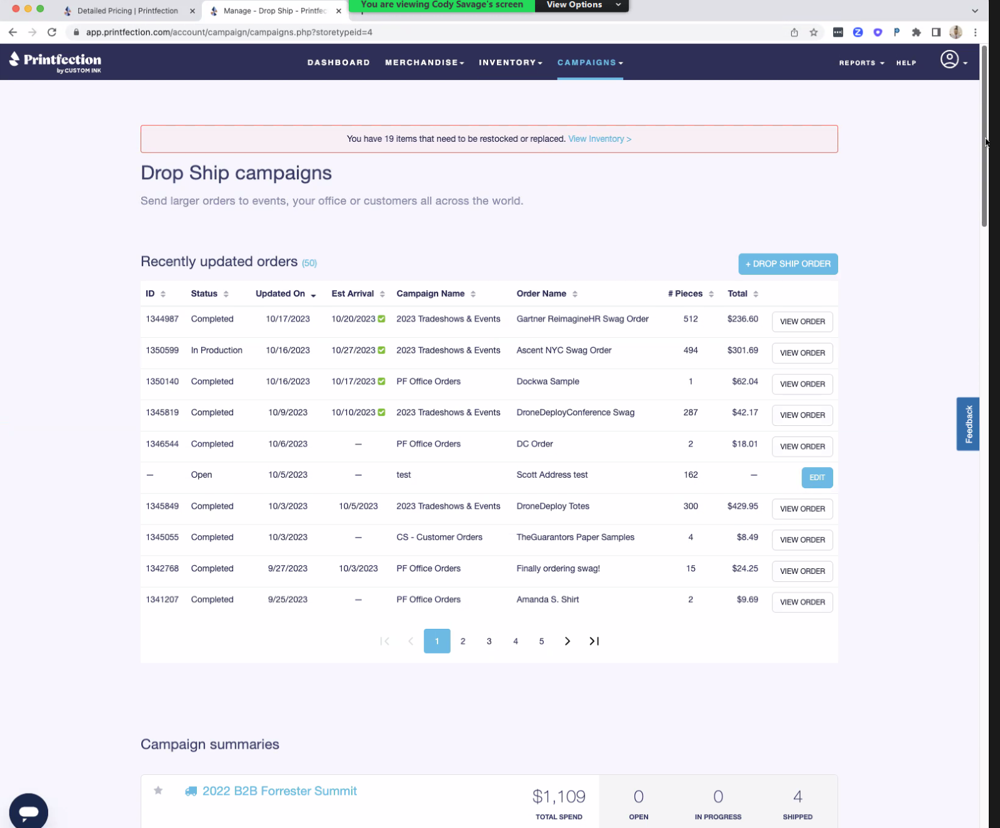 You are viewing Cody Savage's screen View Options
Detailed Pricing | Printfection
Manage - Drop Ship - Printfec
app.printfection.com/account/campaign/campaigns.php?storetypeid=4
Printfection
by CUSTOM INK
DASHBOARD MERCHANDISE INVENTORY CAMPAIGNS REPORTS HELP
You have 19 items that need to be restocked or replaced. View Inventory >
Drop Ship campaigns
Send larger orders to events, your office or customers all across the world.
Recently updated orders (50)
+ DROP SHIP ORDER
ID Status Updated On Est Arrival Campaign Name Order Name # Pieces Total
1344987 Completed 10/17/2023 10/20/2023 2023 Tradeshows & Events Gartner ReimagineHR Swag Order 512 $236.60 VIEW ORDER
1350599 In Production 10/16/2023 10/27/2023 2023 Tradeshows & Events Ascent NYC Swag Order 494 $301.69 VIEW ORDER
1350140 Completed 10/16/2023 10/17/2023 PF Office Orders Dockwa Sample 1 $62.04 VIEW ORDER
1345819 Completed 10/9/2023 10/10/2023 2023 Tradeshows & Events DroneDeployConference Swag 287 $42.17 VIEW ORDER
1346544 Completed 10/6/2023 — PF Office Orders DC Order 2 $18.01 VIEW ORDER
— Open 10/5/2023 — test Scott Address test 162 — EDIT
1345849 Completed 10/3/2023 10/5/2023 2023 Tradeshows & Events DroneDeploy Totes 300 $429.95 VIEW ORDER
1345055 Completed 10/3/2023 — CS - Customer Orders TheGuarantors Paper Samples 4 $8.49 VIEW ORDER
1342768 Completed 9/27/2023 10/3/2023 PF Office Orders Finally ordering swag! 15 $24.25 VIEW ORDER
1341207 Completed 9/25/2023 — PF Office Orders Amanda S. Shirt 2 $9.69 VIEW ORDER
1 2 3 4 5
Feedback
Campaign summaries
2022 B2B Forrester Summit
$1,109 0 0 4
TOTAL SPEND OPEN IN PROGRESS SHIPPED